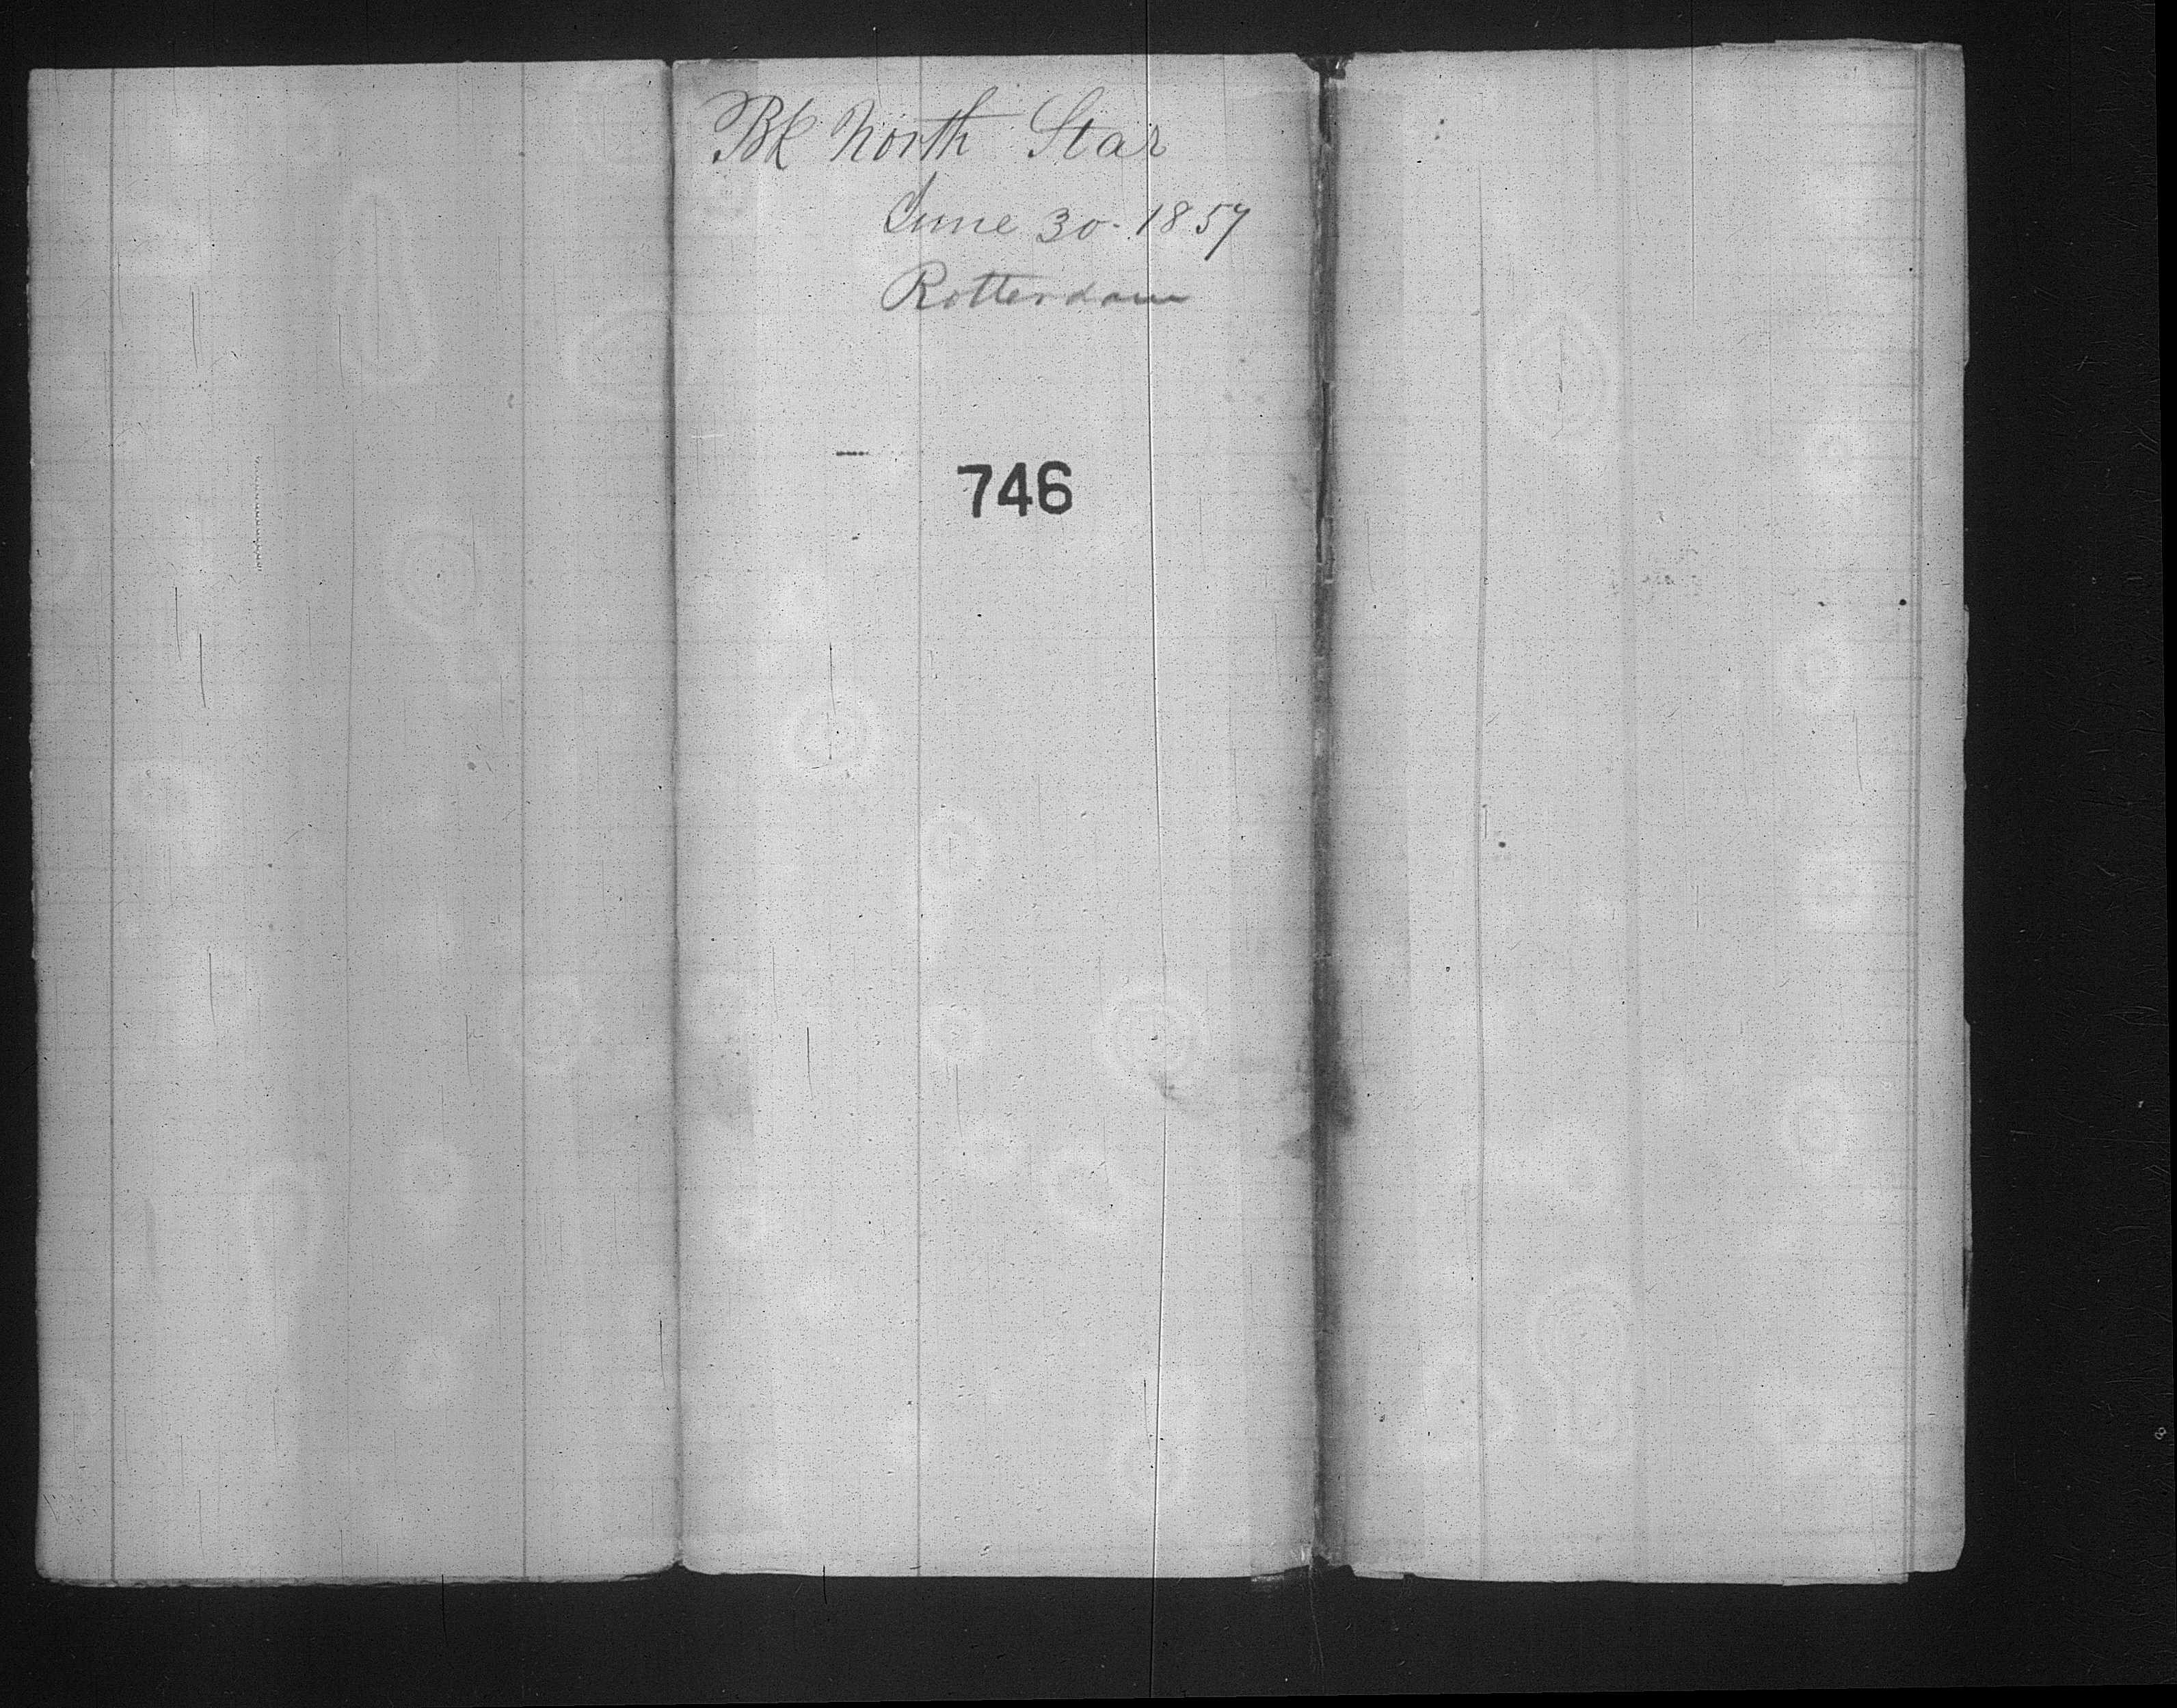 Bk North Star
June 30-1857
Rotterdam
746